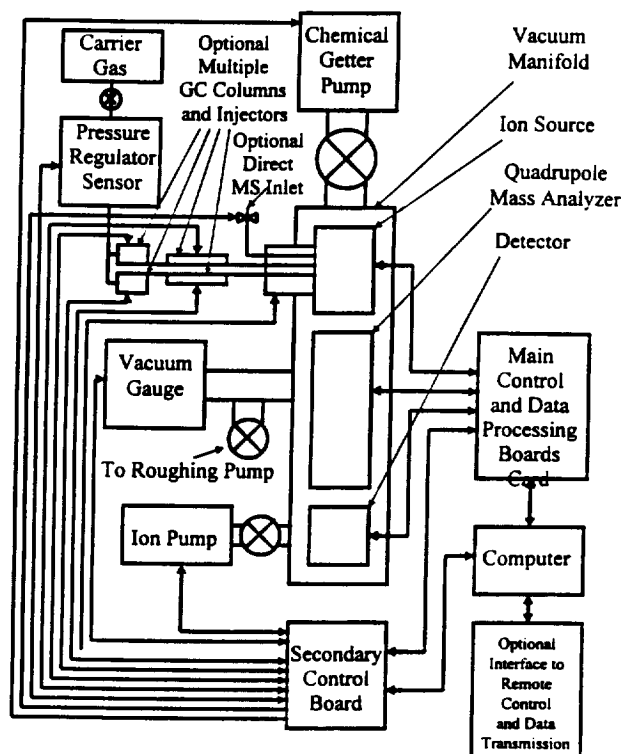 Carrier
Gas
Optional
Multiple
GC Columns
and Injectors
Chemical
Getter
Pump
Vacuum
Manifold
Pressure
Regulator
Sensor
Optional
Direct
MS Inlet
Ion Source
Quadrupole
Mass Analyzer
Detector
Vacuum
Gauge
Main
Control
and Data
Processing
Boards
Card
To Roughing Pump
Ion Pump
Computer
Secondary
Control
Board
Optional
Interface to
Remote
Control
and Data
Transmission